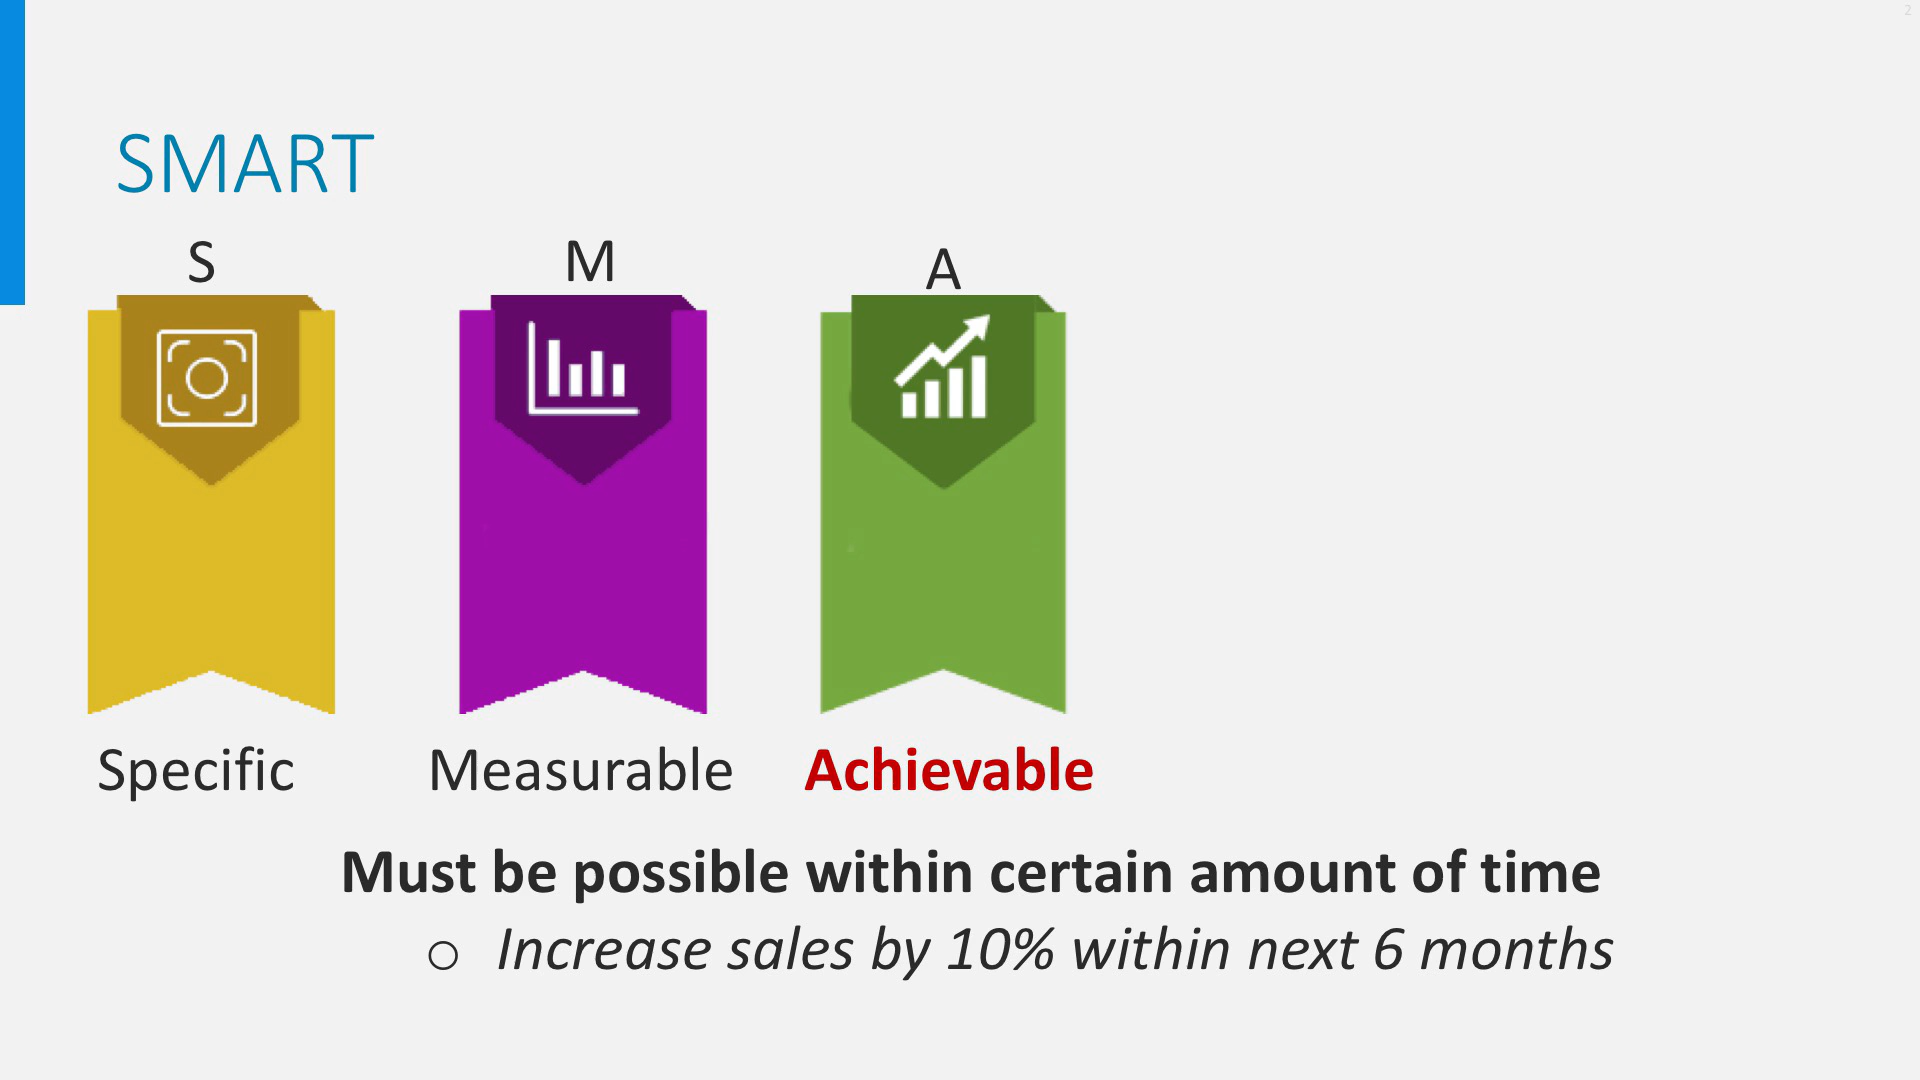 2
SMART
S M A
Specific Measurable Achievable
Must be possible within certain amount of time
o Increase sales by 10% within next 6 months